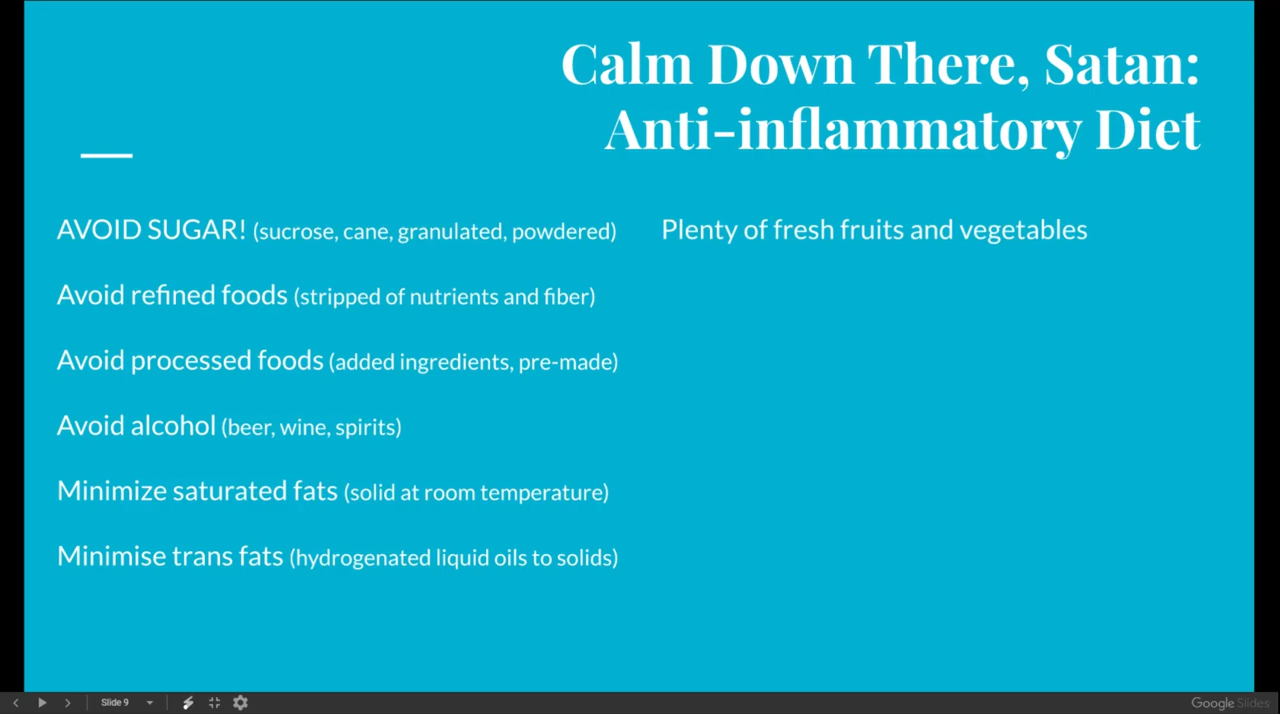 Calm Down There, Satan:
Anti-inflammatory Diet
AVOID SUGAR! (sucrose, cane, granulated, powdered)
Avoid refined foods (stripped of nutrients and fiber)
Avoid processed foods (added ingredients, pre-made)
Avoid alcohol (beer, wine, spirits)
Minimize saturated fats (solid at room temperature)
Minimise trans fats (hydrogenated liquid oils to solids)
Plenty of fresh fruits and vegetables
Slide 9
Google Slides